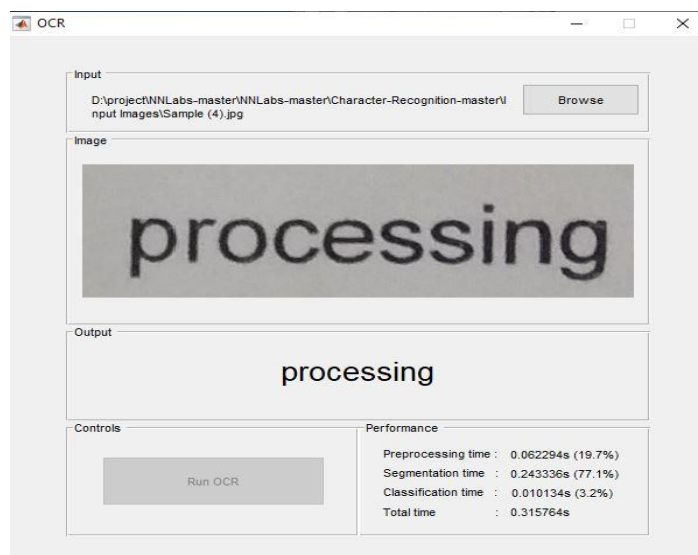 OCR
Input
D:\project\NNLabs-master\NNLabs-master\Character-Recognition-master\I
nput Images\Sample (4).jpg
Browse
Image
processing
Output
processing
Controls
Run OCR
Performance
Preprocessing time : 0.062294s (19.7%)
Segmentation time : 0.243336s (77.1%)
Classification time : 0.010134s (3.2%)
Total time : 0.315764s